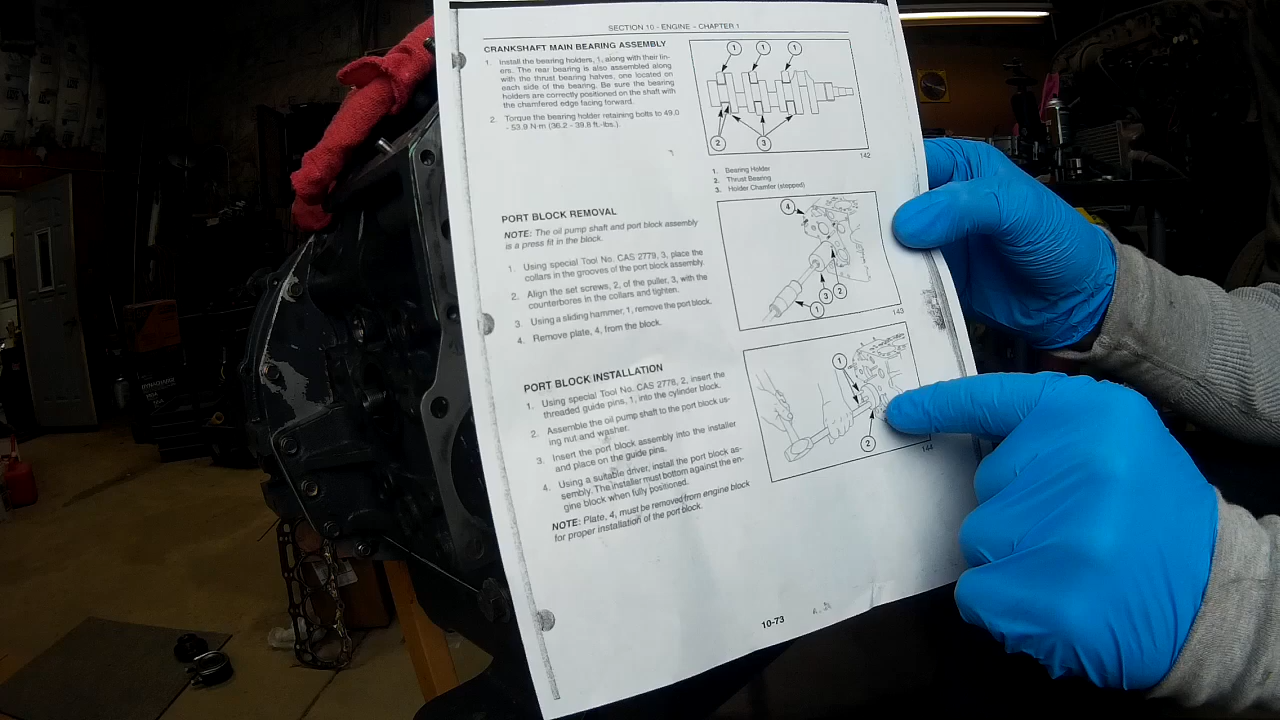 SECTION 10 - ENGINE - CHAPTER 1
CRANKSHAFT MAIN BEARING ASSEMBLY
1. Install the bearing holders, 1, along with their lin-
ers. The rear bearing is also assembled along
with the thrust bearing halves, one located on
each side of the bearing. Be sure the bearing
holders are correctly positioned on the shaft with
the chamfered edge facing forward.
2. Torque the bearing holder retaining bolts to 49.0
- 53.9 N·m (36.2 - 39.8 ft.-lbs.).
1 1 1
2 3
142
1. Bearing Holder
2. Thrust Bearing
3. Holder Chamfer (stepped)
PORT BLOCK REMOVAL
NOTE: The oil pump shaft and port block assembly
is a press fit in the block.
1. Using special Tool No. CAS 2779, 3, place the
collars in the grooves of the port block assembly.
2. Align the set screws, 2, of the puller, 3, with the
counterbores in the collars and tighten.
3. Using a sliding hammer, 1, remove the port block.
4. Remove plate, 4, from the block.
4
3 2
1
143
PORT BLOCK INSTALLATION
1. Using special Tool No. CAS 2778, 2, insert the
threaded guide pins, 1, into the cylinder block.
2. Assemble the oil pump shaft to the port block us-
ing nut and washer.
3. Insert the port block assembly into the installer
and place on the guide pins.
4. Using a suitable driver, install the port block as-
sembly. The installer must bottom against the en-
gine block when fully positioned.
NOTE: Plate, 4, must be removed from engine block
for proper installation of the port block.
1
2
144
10-73